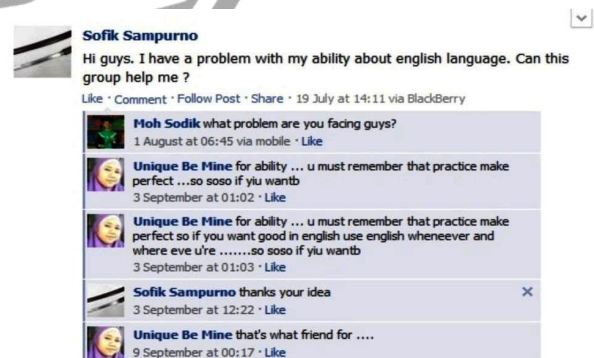 Sofik Sampurno
Hi guys. I have a problem with my ability about english language. Can this
group help me ?
Like · Comment · Follow Post · Share · 19 July at 14:11 via BlackBerry
Moh Sodik what problem are you facing guys?
1 August at 06:45 via mobile · Like
Unique Be Mine for ability ... u must remember that practice make
perfect ...so soso if yiu wantb
3 September at 01:02 · Like
Unique Be Mine for ability ... u must remember that practice make
perfect so if you want good in english use english wheneever and
where eve u're .......so soso if yiu wantb
3 September at 01:03 · Like
Sofik Sampurno thanks your idea
3 September at 12:22 · Like
Unique Be Mine that's what friend for ....
9 September at 00:17 · Like